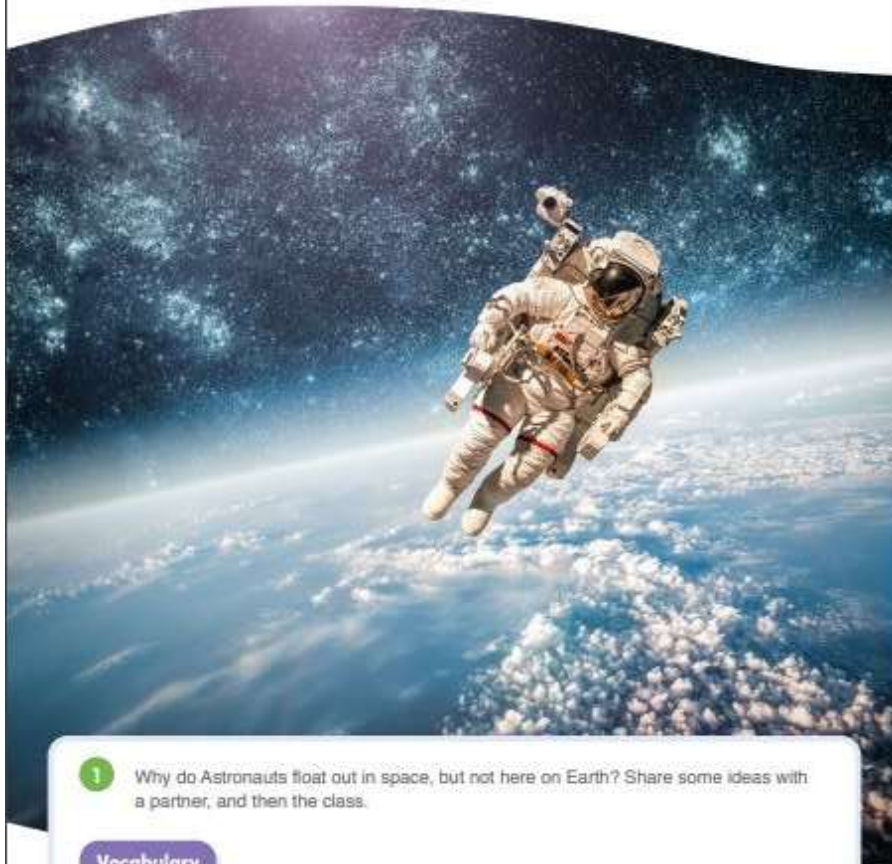 1
Why do Astronauts float out in space, but not here on Earth? Share some ideas with
a partner, and then the class.
Vocabulary